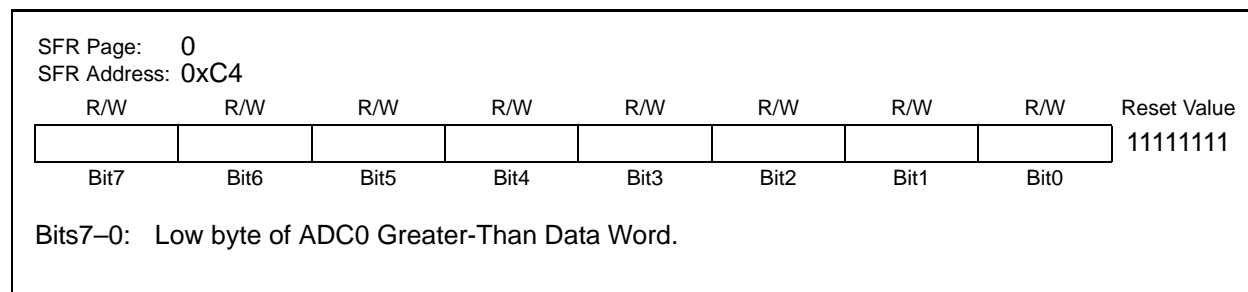 SFR Page: 0
SFR Address: 0xC4
R/W R/W R/W R/W R/W R/W R/W R/W Reset Value
11111111
Bit7 Bit6 Bit5 Bit4 Bit3 Bit2 Bit1 Bit0
Bits7–0: Low byte of ADC0 Greater-Than Data Word.